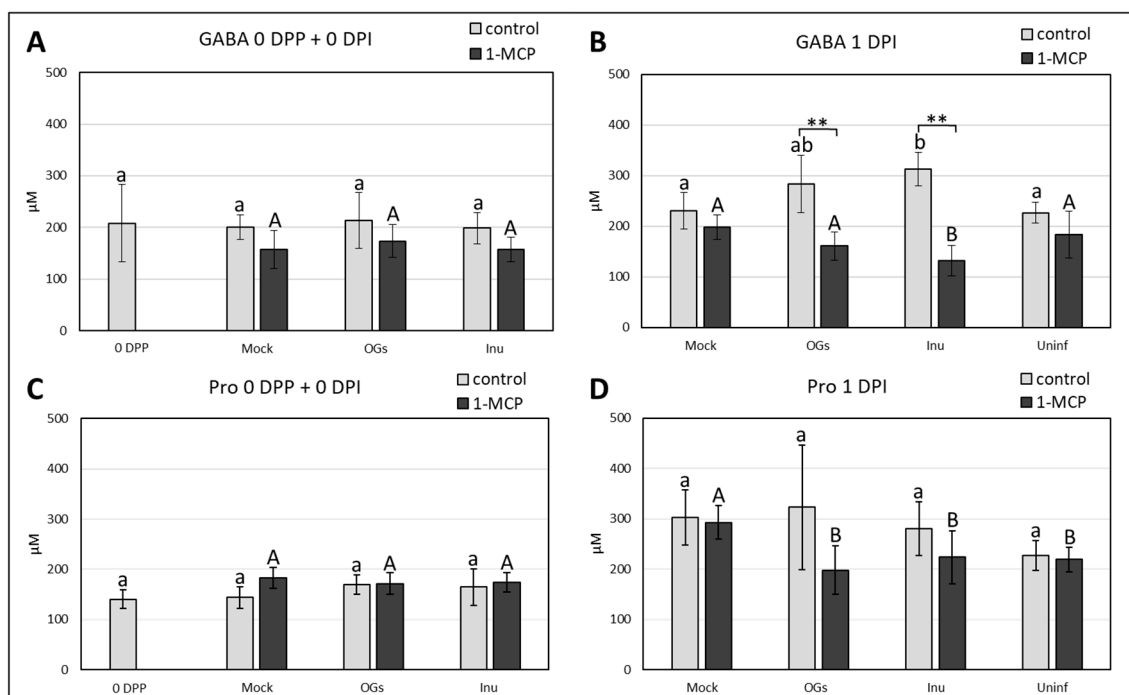 A
GABA 0 DPP + 0 DPI
control
1-MCP
500
400
300
200
100
0
µM
a
a
A
a
A
a
A
0 DPP
Mock
OGs
Inu
B
GABA 1 DPI
control
1-MCP
500
400
300
200
100
0
µM
**
**
a
A
ab
A
b
B
a
A
Mock
OGs
Inu
Uninf
C
Pro 0 DPP + 0 DPI
control
1-MCP
500
400
300
200
100
0
µM
a
a
A
a
A
a
A
0 DPP
Mock
OGs
Inu
D
Pro 1 DPI
control
1-MCP
500
400
300
200
100
0
µM
a
A
a
B
a
B
a
B
Mock
OGs
Inu
Uninf